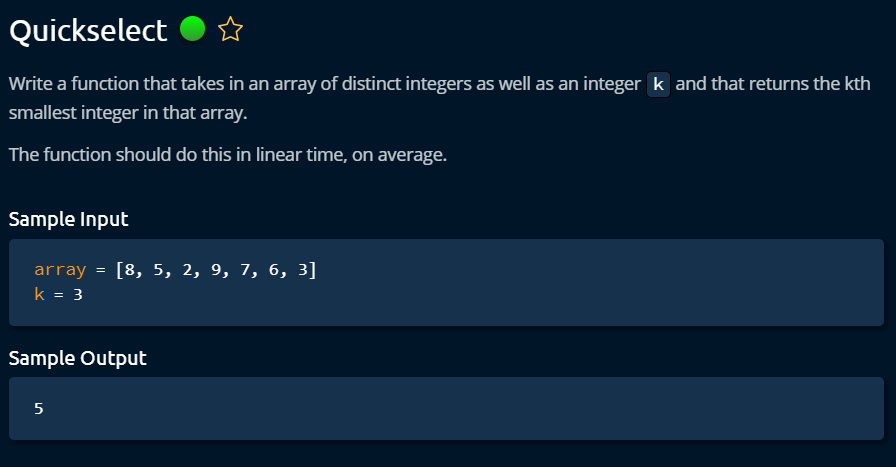 Quickselect
Write a function that takes in an array of distinct integers as well as an integer k and that returns the kth
smallest integer in that array.
The function should do this in linear time, on average.
Sample Input
array = [8, 5, 2, 9, 7, 6, 3]
k = 3
Sample Output
5